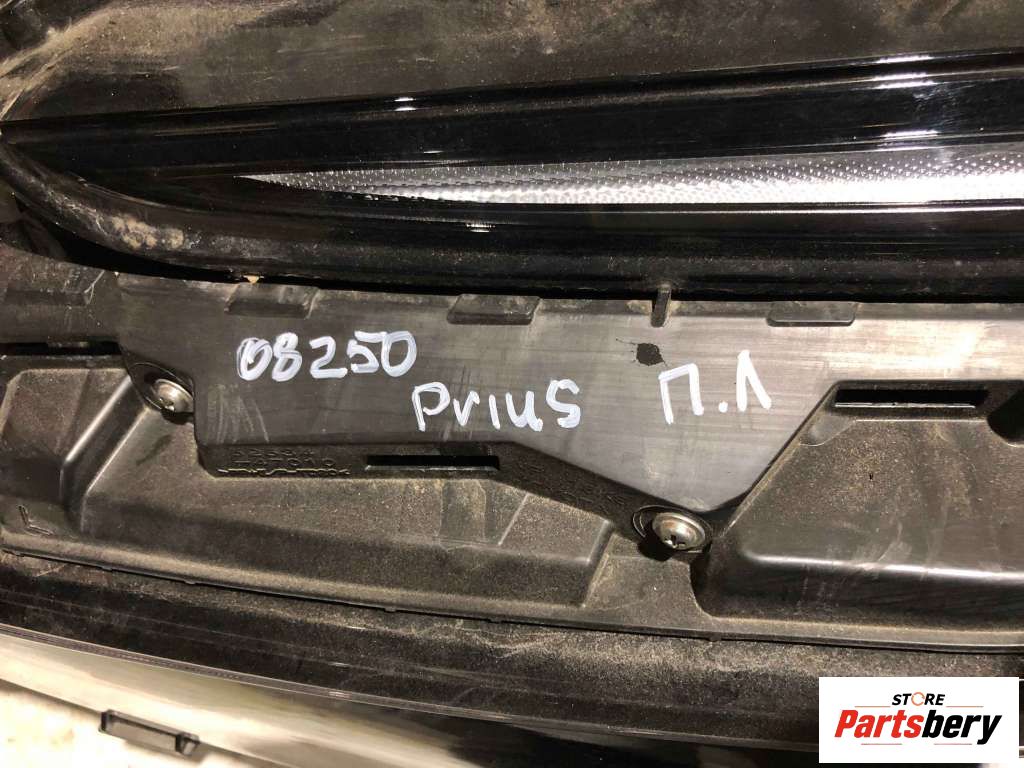 08250
Prius П.Л
L
STORE
Partsbery